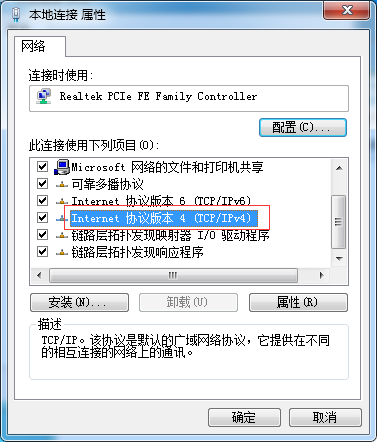 本地连接 属性
网络
连接时使用:
Realtek PCIe FE Family Controller
配置(C)...
此连接使用下列项目(O):
Microsoft 网络的文件和打印机共享
可靠多播协议
Internet 协议版本 6 (TCP/IPv6)
Internet 协议版本 4 (TCP/IPv4)
链路层拓扑发现映射器 I/O 驱动程序
链路层拓扑发现响应程序
安装(N)...
卸载(U)
属性(R)
描述
TCP/IP。该协议是默认的广域网络协议，它提供在不同
的相互连接的网络上的通讯。
确定
取消